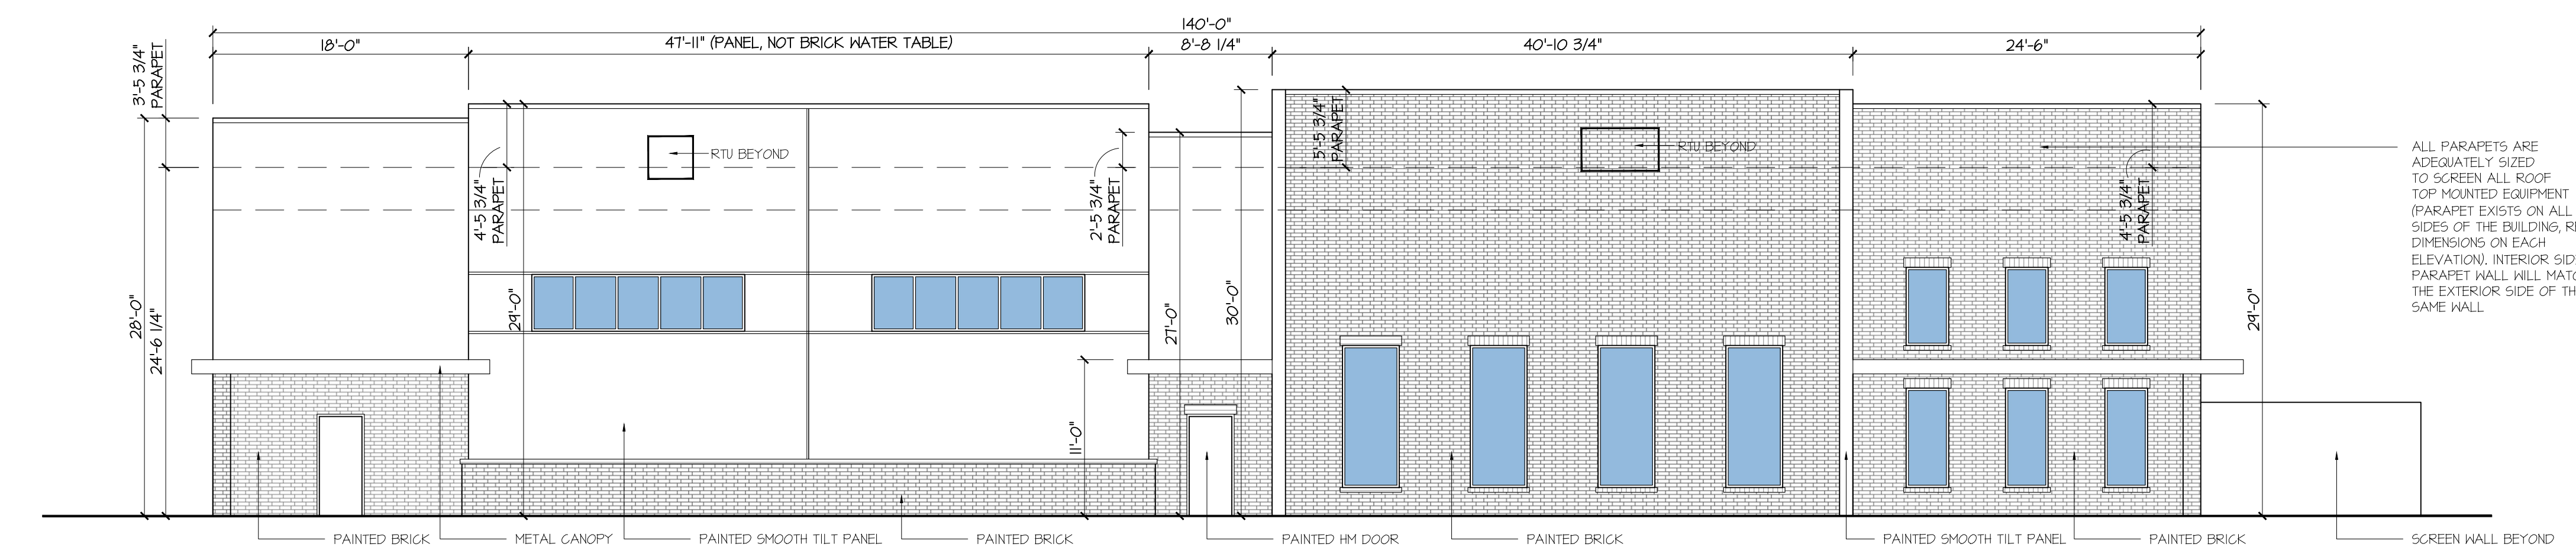 140'-0"
18'-0"
47'-11" (PANEL, NOT BRICK WATER TABLE)
8'-8 1/4"
40'-10 3/4"
24'-6"
3'-5 3/4"
PARAPET
28'-0"
24'-6 1/4"
4'-5 3/4"
PARAPET
29'-0"
RTU BEYOND
2'-5 3/4"
PARAPET
11'-0"
27'-0"
30'-0"
5'-5 3/4"
PARAPET
RTU BEYOND
4'-5 3/4"
PARAPET
29'-0"
ALL PARAPETS ARE
ADEQUATELY SIZED
TO SCREEN ALL ROOF
TOP MOUNTED EQUIPMENT
(PARAPET EXISTS ON ALL
SIDES OF THE BUILDING,
DIMENSIONS ON EACH
ELEVATION), INTERIOR
PARAPET WALL WILL
THE EXTERIOR SIDE OF
SAME WALL
PAINTED BRICK
METAL CANOPY
PAINTED SMOOTH TILT PANEL
PAINTED BRICK
PAINTED HM DOOR
PAINTED BRICK
PAINTED SMOOTH TILT PANEL
PAINTED BRICK
SCREEN WALL BEYOND